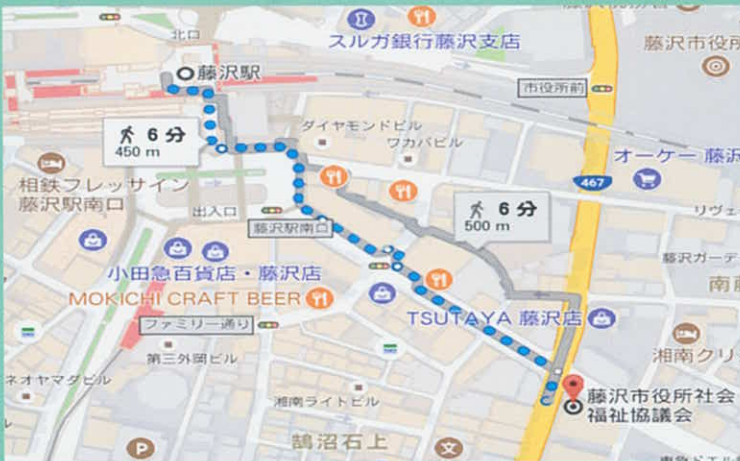 北口
スルガ銀行藤沢支店
藤沢市役所
藤沢駅
市役所前
6 分
450 m
ダイヤモンドビル
ワカバビル
オーケー 藤沢
467
相鉄フレッサイン
藤沢駅南口
出入口
藤沢駅南口
6 分
500 m
リヴェ
藤沢ガーデ
小田急百貨店・藤沢店
南藤
MOKICHI CRAFT BEER
ファミリー通り
TSUTAYA 藤沢店
第三外岡ビル
湘南クリ
ネオヤマダビル
湘南ライトビル
藤沢市役所社会
福祉協議会
鵠沼石上
P
文